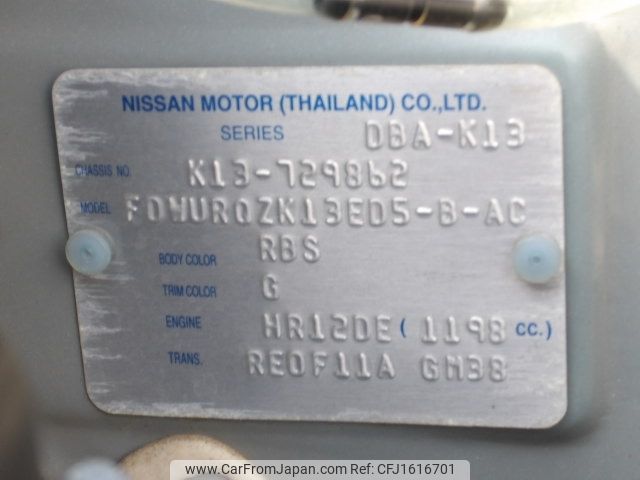 NISSAN MOTOR (THAILAND) CO.,LTD.
SERIES DBA-K13
CHASSIS NO. K13-729862
MODEL FDWURQZK13ED5-B-AC
BODY COLOR RBS
TRIM COLOR G
ENGINE HR12DE ( 1198 CC.)
TRANS. RE0F11A GM38
www.CarFromJapan.com - ID:CFJ1616701